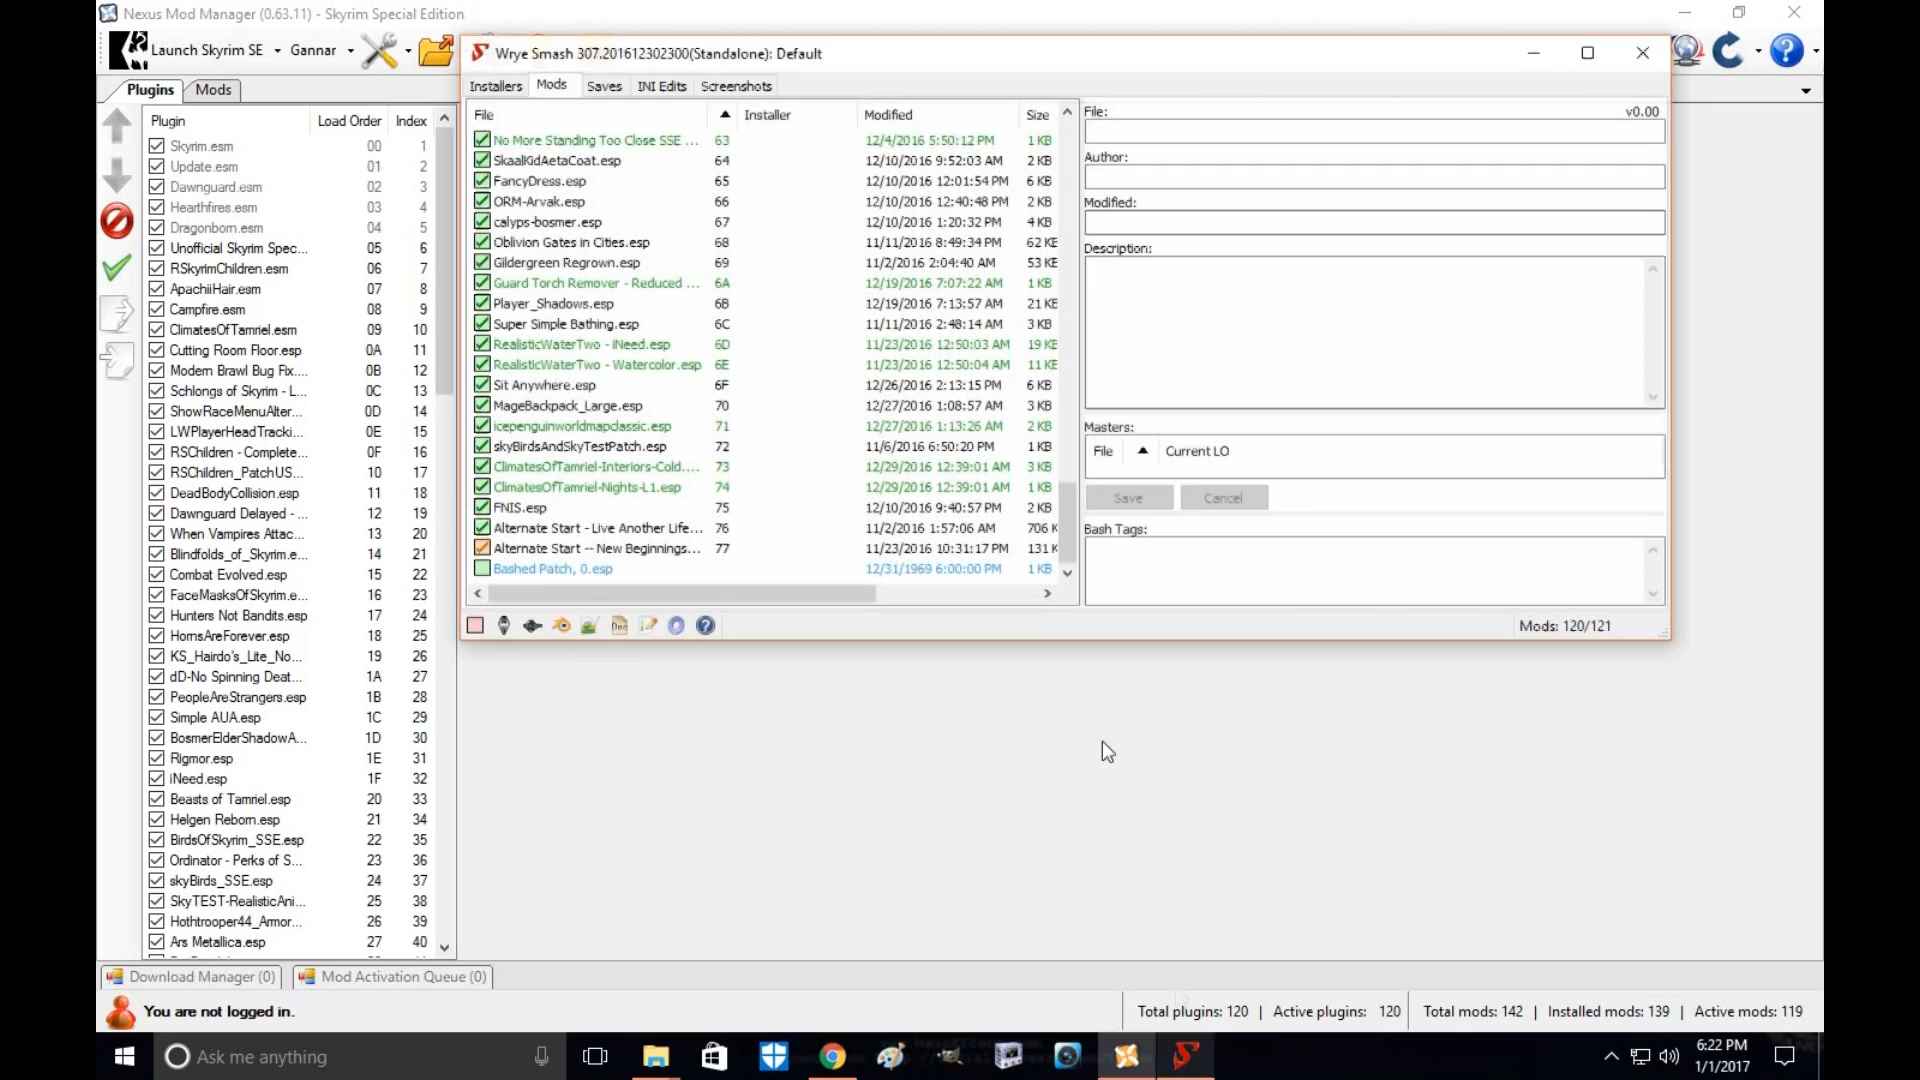 Nexus Mod Manager (0.63.11) - Skyrim Special Edition
Launch Skyrim SE
Gannar
Plugins
Mods
Plugin Load Order Index
Skyrim.esm 00 1
Update.esm 01 2
Dawnguard.esm 02 3
Hearthfires.esm 03 4
Dragonborn.esm 04 5
Unofficial Skyrim Spec... 05 6
RSkyrimChildren.esm 06 7
ApachiiHair.esm 07 8
Campfire.esm 08 9
ClimatesOfTamriel.esm 09 10
Cutting Room Floor.esp 0A 11
Modern Brawl Bug Fix.... 0B 12
Schlongs of Skyrim - L... 0C 13
ShowRaceMenuAlter... 0D 14
LWPlayerHeadTracki... 0E 15
RSChildren - Complete... 0F 16
RSChildren_PatchUS... 10 17
DeadBodyCollision.esp 11 18
Dawnguard Delayed - ... 12 19
When Vampires Attac... 13 20
Blindfolds_of_Skyrim.e... 14 21
Combat Evolved.esp 15 22
FaceMasksOfSkyrim.e... 16 23
Hunters Not Bandits.esp 17 24
HornsAreForever.esp 18 25
KS_Hairdo's_Lite_No... 19 26
dD-No Spinning Deat... 1A 27
PeopleAreStrangers.esp 1B 28
Simple AUA.esp 1C 29
BosmerElderShadowA... 1D 30
Rigmor.esp 1E 31
iNeed.esp 1F 32
Beasts of Tamriel.esp 20 33
Helgen Reborn.esp 21 34
BirdsOfSkyrim_SSE.esp 22 35
Ordinator - Perks of S... 23 36
skyBirds_SSE.esp 24 37
SkyTEST-RealisticAni... 25 38
Hothtrooper44_Armor... 26 39
Ars Metallica.esp 27 40
Wrye Smash 307.201612302300(Standalone): Default
Installers Mods Saves INI Edits Screenshots
File Installer Modified Size
No More Standing Too Close SSE ... 63 12/4/2016 5:50:12 PM 1 KB
SkaalKidAetaCoat.esp 64 12/10/2016 9:52:03 AM 2 KB
FancyDress.esp 65 12/10/2016 12:01:54 PM 6 KB
ORM-Arvak.esp 66 12/10/2016 12:40:48 PM 2 KB
calyps-bosmer.esp 67 12/10/2016 1:20:32 PM 4 KB
Oblivion Gates in Cities.esp 68 11/11/2016 8:49:34 PM 62 KB
Gildergreen Regrown.esp 69 11/2/2016 2:04:40 AM 53 KB
Guard Torch Remover - Reduced ... 6A 12/19/2016 7:07:22 AM 1 KB
Player_Shadows.esp 6B 12/19/2016 7:13:57 AM 21 KB
Super Simple Bathing.esp 6C 11/11/2016 2:48:14 AM 3 KB
RealisticWaterTwo - iNeed.esp 6D 11/23/2016 12:50:03 AM 19 KB
RealisticWaterTwo - Watercolor.esp 6E 11/23/2016 12:50:04 AM 11 KB
Sit Anywhere.esp 6F 12/26/2016 2:13:15 PM 6 KB
MageBackpack_Large.esp 70 12/27/2016 1:08:57 AM 3 KB
icepenguinworldmapclassic.esp 71 12/27/2016 1:13:26 AM 2 KB
skyBirdsAndSkyTestPatch.esp 72 11/6/2016 6:50:20 PM 1 KB
ClimatesOfTamriel-Interiors-Cold.... 73 12/29/2016 12:39:01 AM 3 KB
ClimatesOfTamriel-Nights-L1.esp 74 12/29/2016 12:39:01 AM 1 KB
FNIS.esp 75 12/10/2016 9:40:57 PM 2 KB
Alternate Start - Live Another Life... 76 11/2/2016 1:57:06 AM 706 K
Alternate Start -- New Beginnings... 77 11/23/2016 10:31:17 PM 131 K
Bashed Patch, 0.esp 12/31/1969 6:00:00 PM 1 KB
File: v0.00
Author:
Modified:
Description:
Masters:
File Current LO
Save Cancel
Bash Tags:
Doc
Mods: 120/121
Download Manager (0) Mod Activation Queue (0)
You are not logged in.
Total plugins: 120 | Active plugins: 120 Total mods: 142 | Installed mods: 139 | Active mods: 119
Ask me anything
6:22 PM
1/1/2017